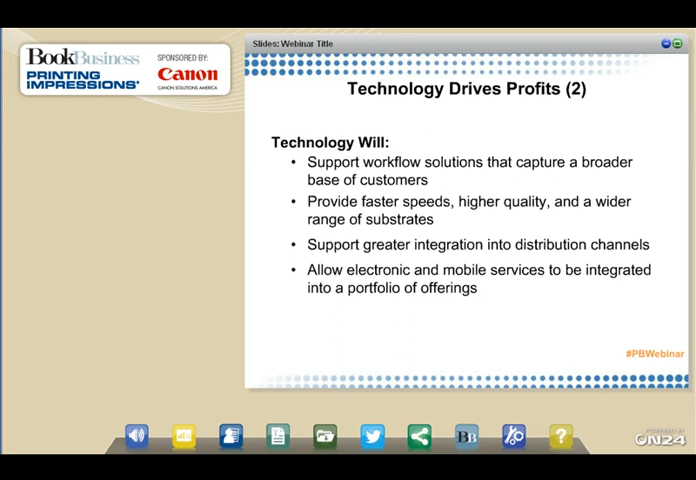 Slides: Webinar Title
BookBusiness
PRINTING
IMPRESSIONS
SPONSORED BY:
Canon
CANON SOLUTIONS AMERICA
Technology Drives Profits (2)
Technology Will:
• Support workflow solutions that capture a broader
base of customers
• Provide faster speeds, higher quality, and a wider
range of substrates
• Support greater integration into distribution channels
• Allow electronic and mobile services to be integrated
into a portfolio of offerings
#PBWebinar
BB
?
POWERED BY
ON24